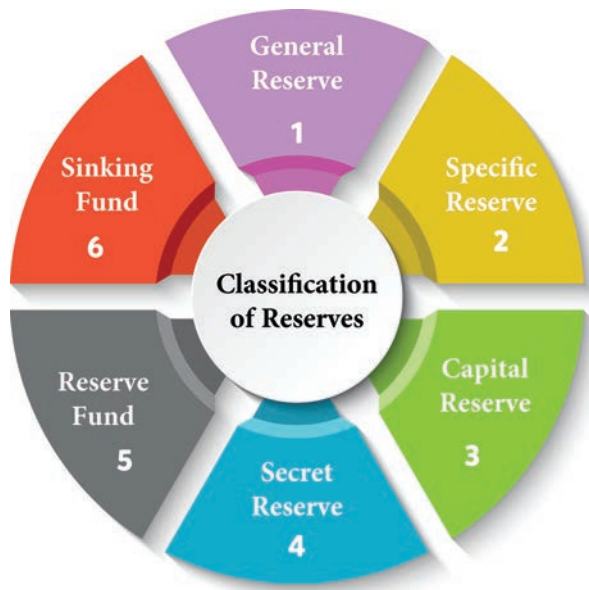 General
Reserve
1
Specific
Reserve
2
Capital
Reserve
3
Secret
Reserve
4
Reserve
Fund
5
Sinking
Fund
6
Classification
of Reserves